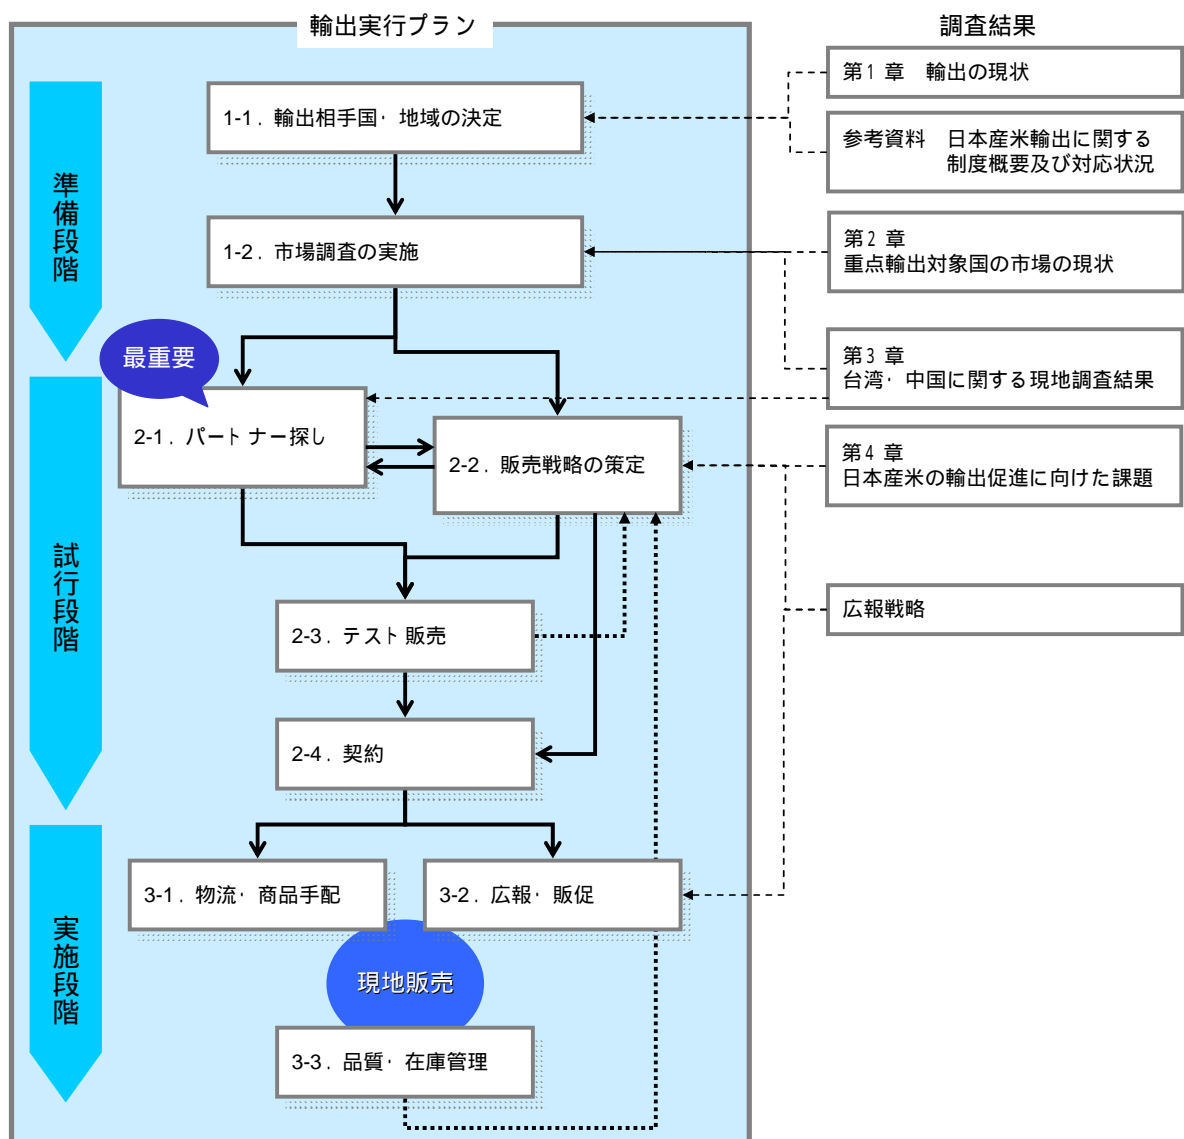 輸出実行プラン
調査結果
準備段階
1-1．輸出相手国・地域の決定
第1章　輸出の現状
参考資料　日本産米輸出に関する
制度概要及び対応状況
1-2．市場調査の実施
第2章
重点輸出対象国の市場の現状
最重要
試行段階
2-1．パートナー探し
第3章
台湾・中国に関する現地調査結果
2-2．販売戦略の策定
第4章
日本産米の輸出促進に向けた課題
2-3．テスト販売
広報戦略
2-4．契約
実施段階
3-1．物流・商品手配
3-2．広報・販促
現地販売
3-3．品質・在庫管理